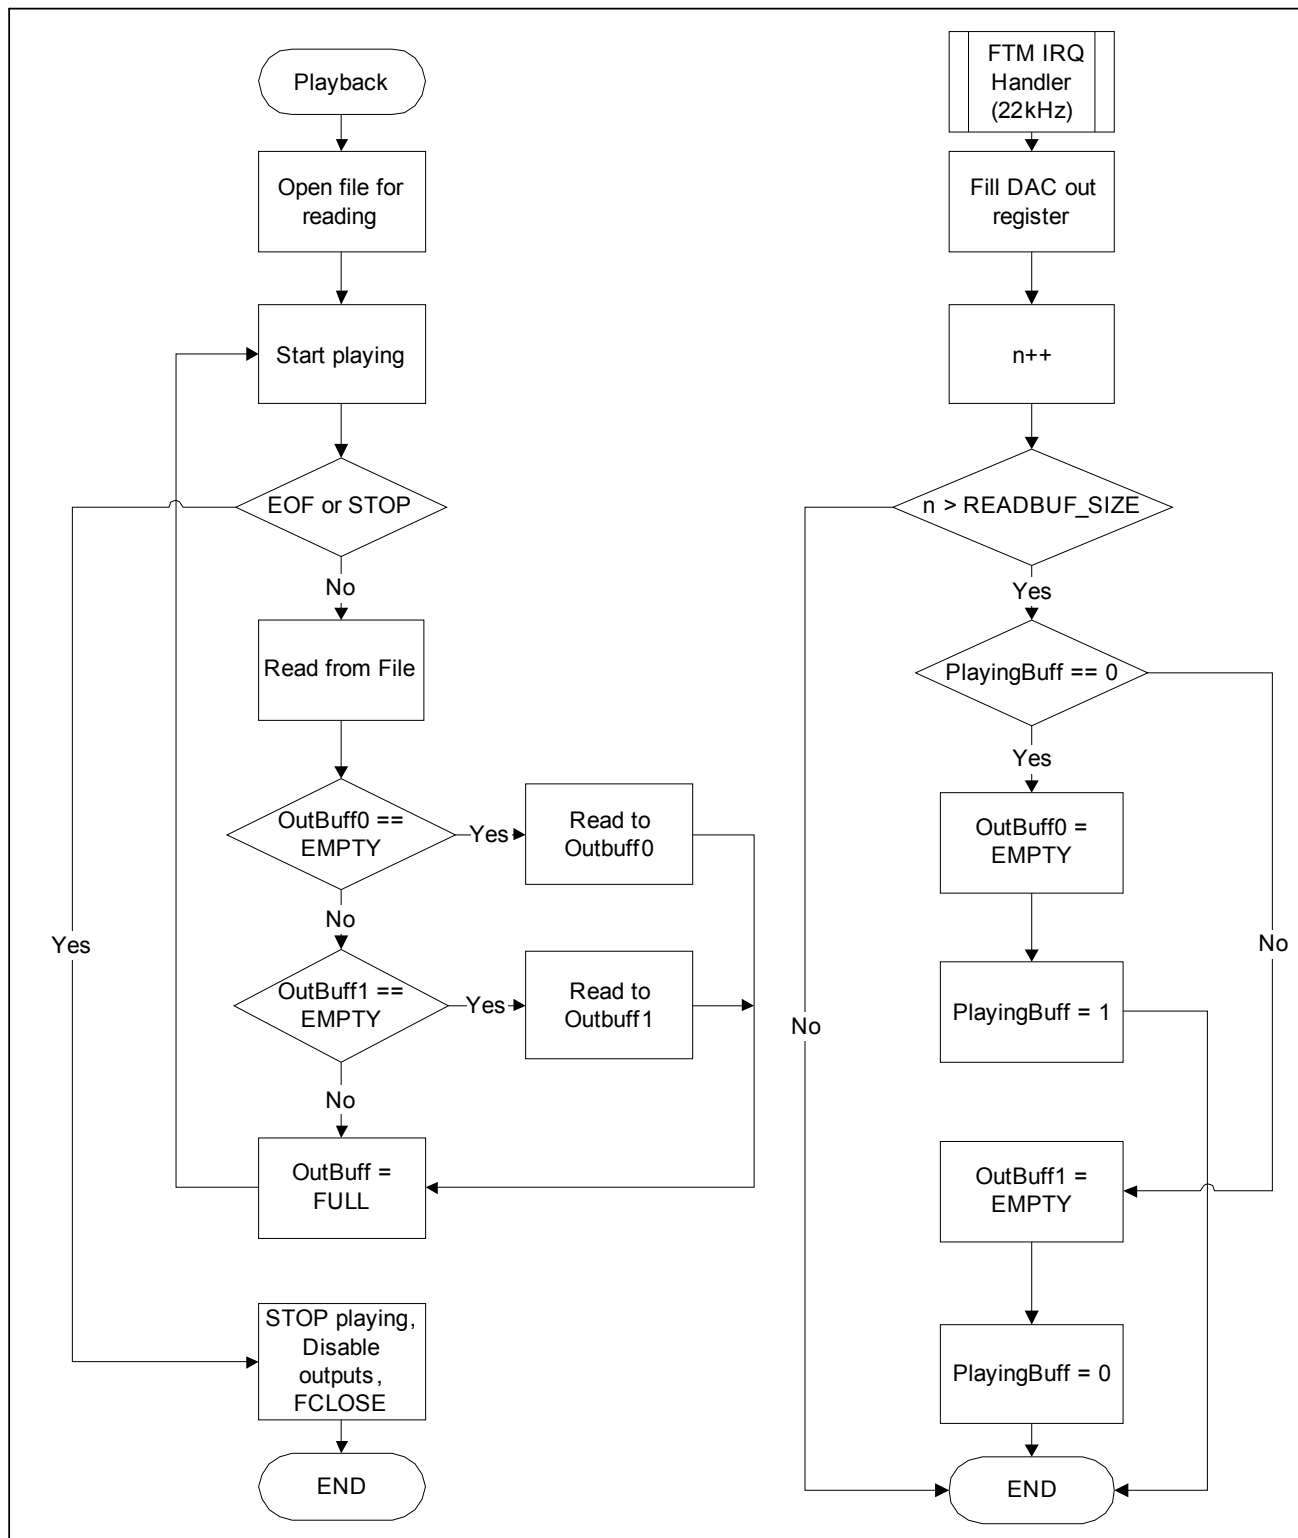 Playback
Open file for
reading
Start playing
EOF or STOP
No
Read from File
OutBuff0 ==
EMPTY
Yes
Read to
Outbuff0
No
OutBuff1 ==
EMPTY
Yes
Read to
Outbuff1
No
OutBuff =
FULL
Yes
STOP playing,
Disable
outputs,
FCLOSE
END
FTM IRQ
Handler
(22kHz)
Fill DAC out
register
n++
n > READBUF_SIZE
Yes
PlayingBuff == 0
Yes
OutBuff0 =
EMPTY
PlayingBuff = 1
No
No
OutBuff1 =
EMPTY
PlayingBuff = 0
END